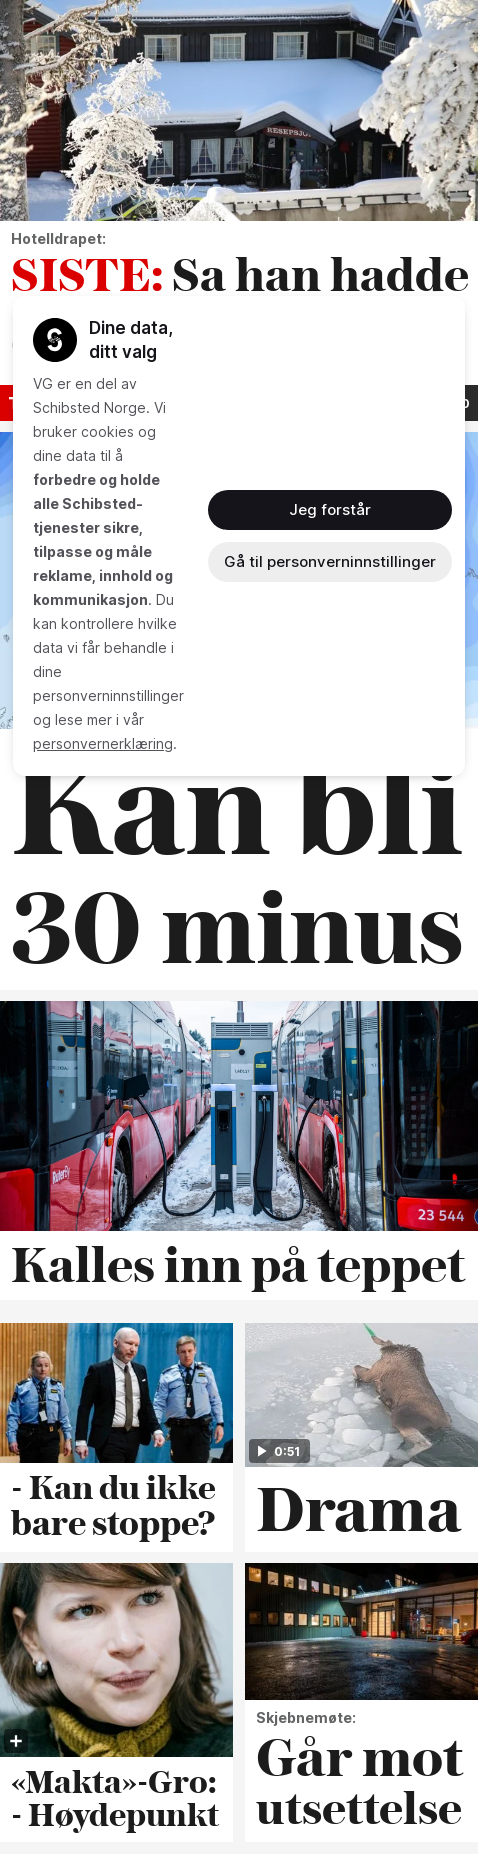 RESEPSJON
Hotelldrapet:
SISTE: Sa han hadde
Dine data,
ditt valg
VG er en del av
Schibsted Norge. Vi
bruker cookies og
dine data til å
forbedre og holde
alle Schibsted-
tjenester sikre,
tilpasse og måle
reklame, innhold og
kommunikasjon. Du
kan kontrollere hvilke
data vi får behandle i
dine
personverninnstillinger
og lese mer i vår
personvernerklæring.
Jeg forstår
Gå til personverninnstillinger
Kan bli
30 minus
Ruter
23 544
Kalles inn på teppet
- Kan du ikke
bare stoppe?
0:51
Drama
«Makta»-Gro:
- Høydepunkt
Skjebnemøte:
Går mot
utsettelse